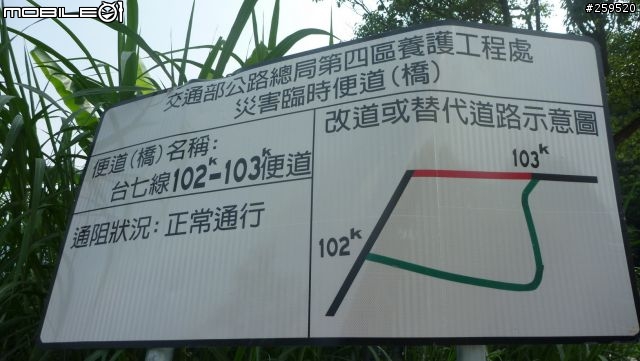 mobile01
#259520
交通部公路總局第四區養護工程處
災害臨時便道(橋)
便道(橋)名稱:
台七線102K-103K便道
通阻狀況:正常通行
改道或替代道路示意圖
103K
102K